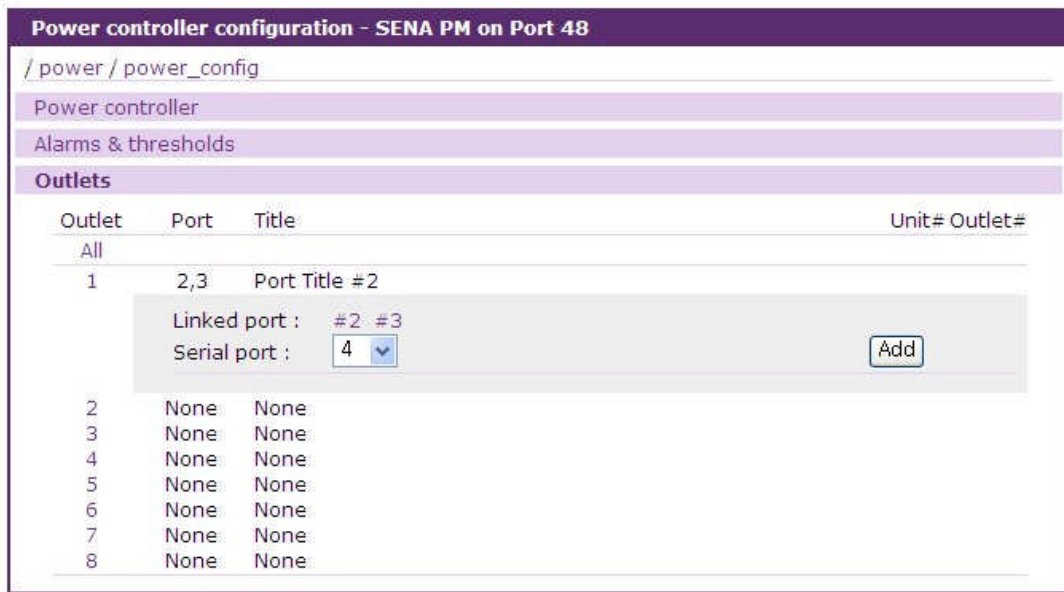 Power controller configuration - SENA PM on Port 48
/ power / power_config
Power controller
Alarms & thresholds
Outlets
Outlet Port Title Unit# Outlet#
All
1 2,3 Port Title #2
Linked port : #2 #3
Serial port : 4 Add
2 None None
3 None None
4 None None
5 None None
6 None None
7 None None
8 None None